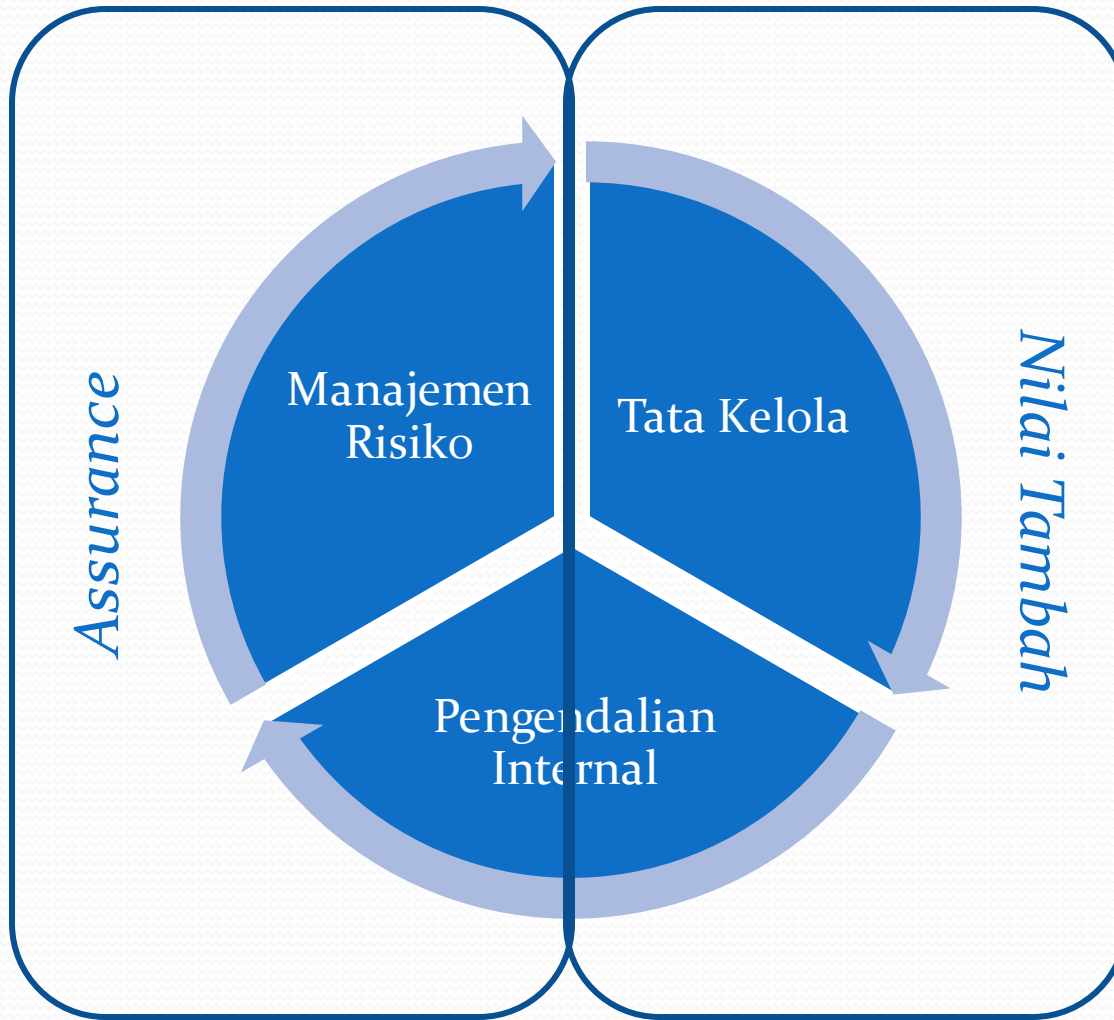 Assurance
Manajemen
Risiko
Tata Kelola
Pengendalian
Internal
Nilai Tambah